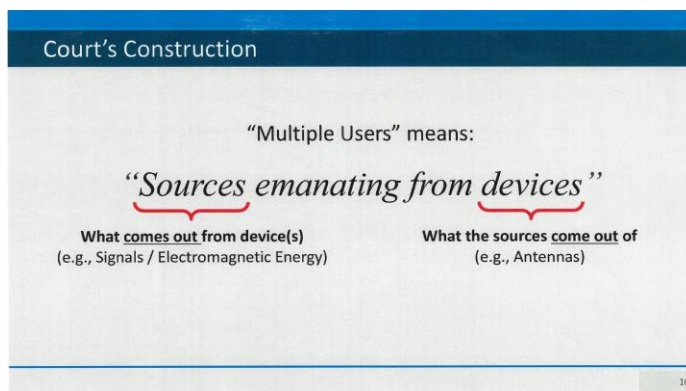 Court's Construction
"Multiple Users" means:
"Sources emanating from devices"
What comes out from device(s)
(e.g., Signals / Electromagnetic Energy)
What the sources come out of
(e.g., Antennas)